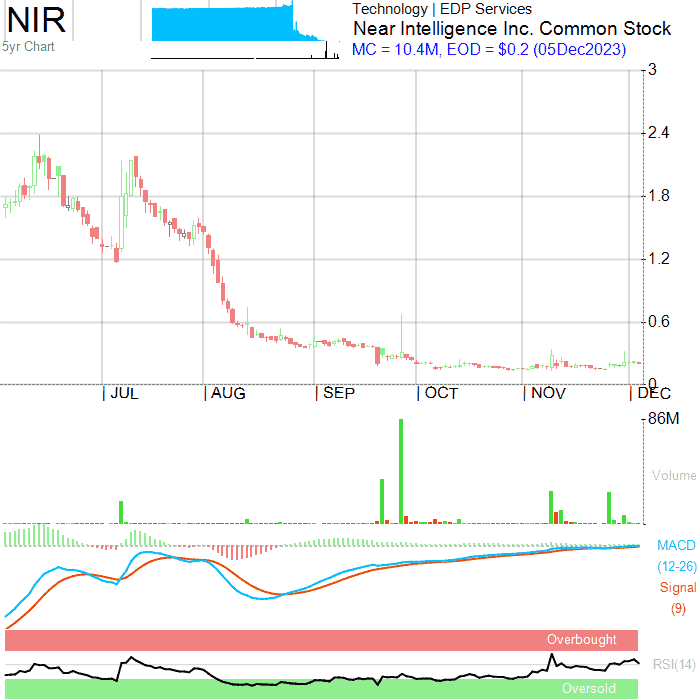 NIR
5yr Chart
Technology | EDP Services
Near Intelligence Inc. Common Stock
MC = 10.4M, EOD = $0.2 (05Dec2023)
3
2.4
1.8
1.2
0.6
0
| JUL | AUG | SEP | OCT | NOV | DEC
86M
Volume
MACD
(12-26)
Signal
(9)
Overbought
RSI(14)
Oversold